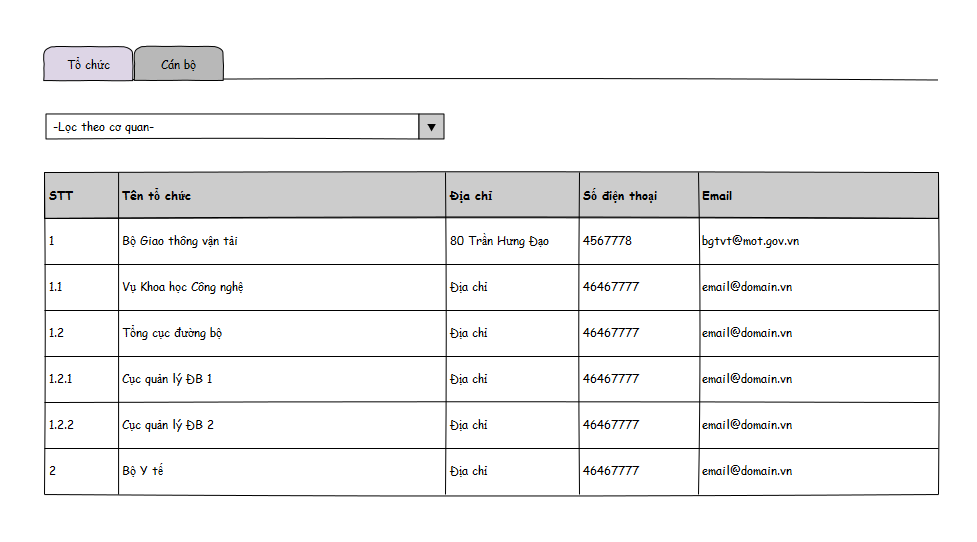 Tổ chức Cán bộ
-Lọc theo cơ quan-
STT Tên tổ chức Địa chỉ Số điện thoại Email
1 Bộ Giao thông vận tải 80 Trần Hưng Đạo 4567778 bgtvt@mot.gov.vn
1.1 Vụ Khoa học Công nghệ Địa chỉ 46467777 email@domain.vn
1.2 Tổng cục đường bộ Địa chỉ 46467777 email@domain.vn
1.2.1 Cục quản lý ĐB 1 Địa chỉ 46467777 email@domain.vn
1.2.2 Cục quản lý ĐB 2 Địa chỉ 46467777 email@domain.vn
2 Bộ Y tế Địa chỉ 46467777 email@domain.vn